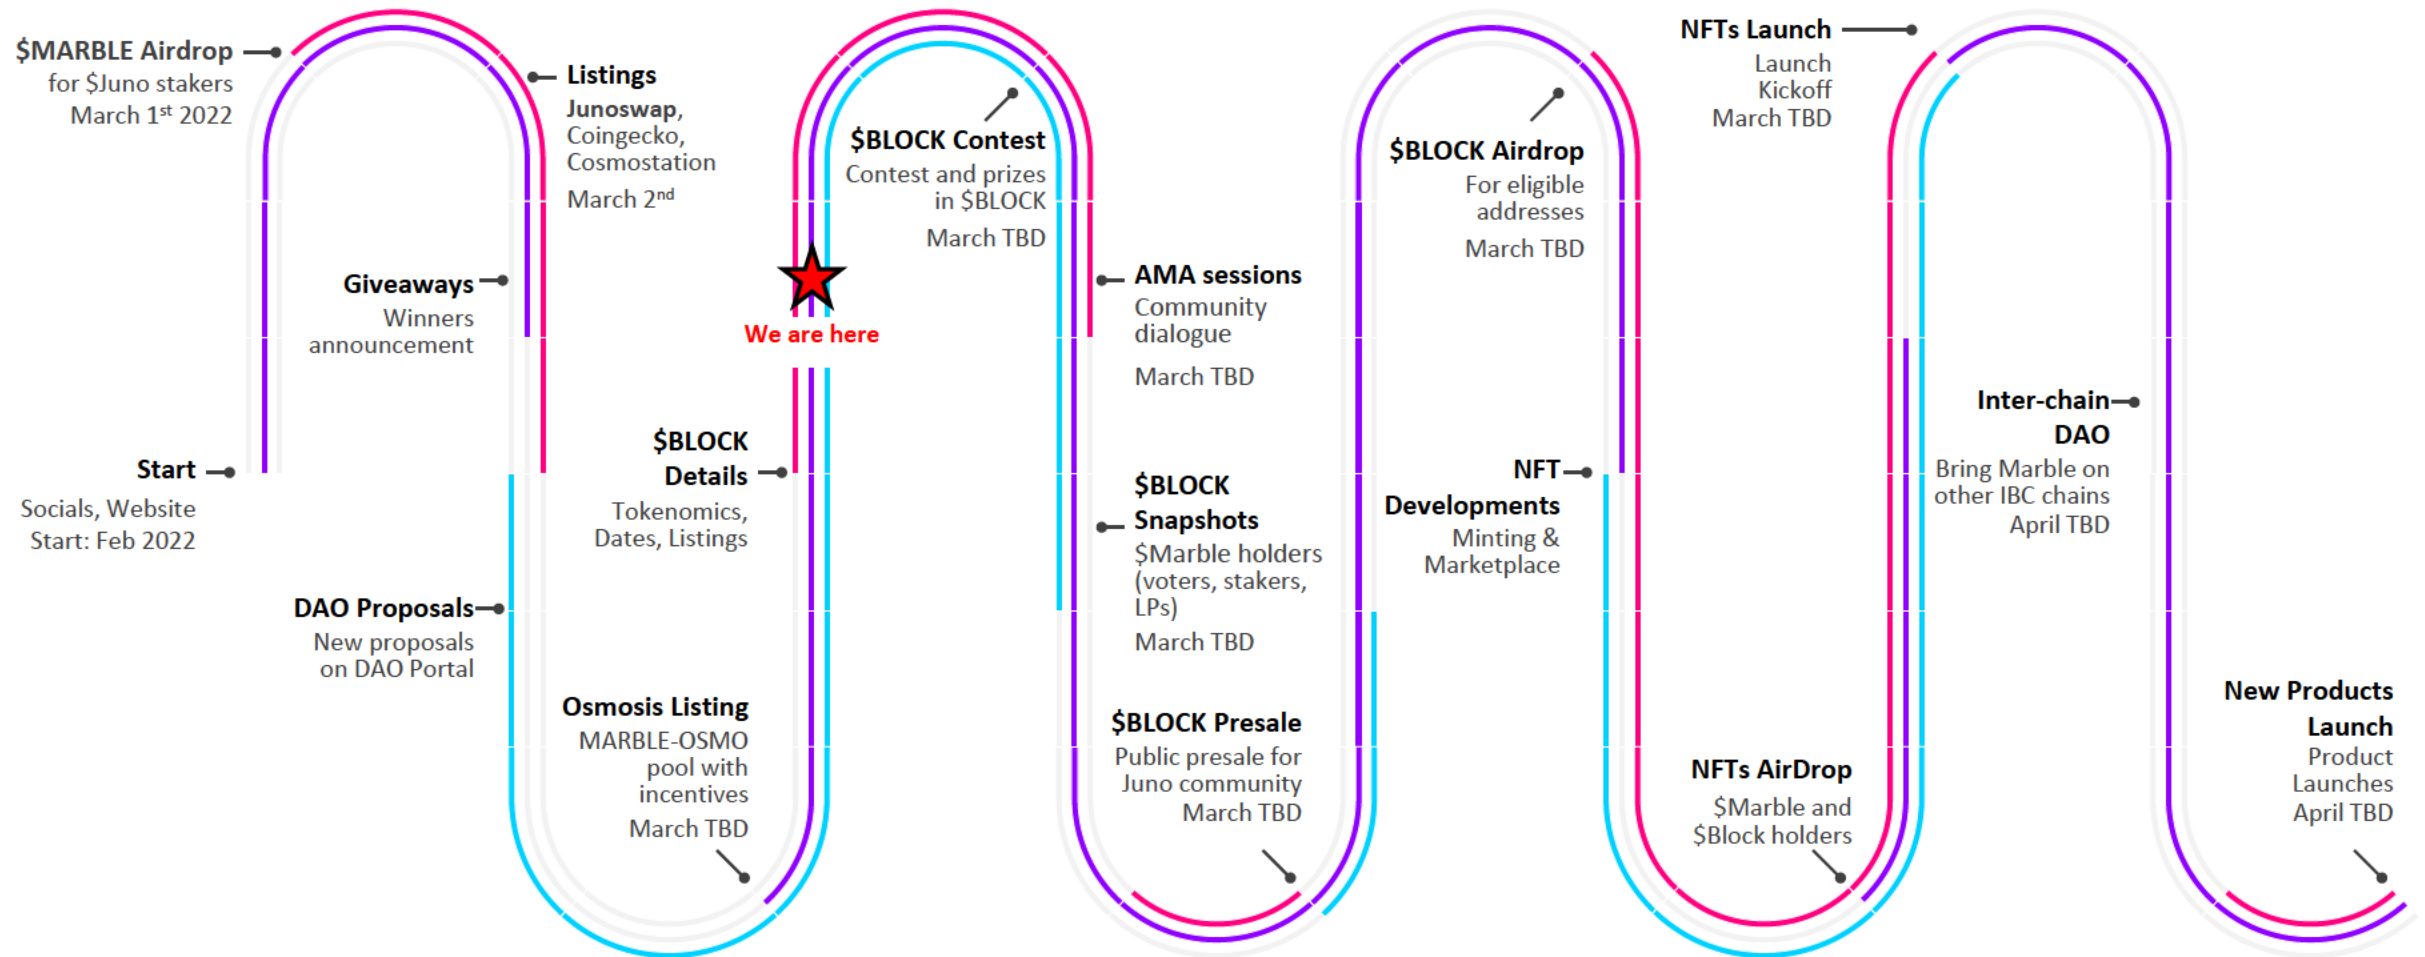 Start
Socials, Website
Start: Feb 2022
$MARBLE Airdrop
for $Juno stakers
March 1st 2022
Listings
Junoswap,
Coingecko,
Cosmostation
March 2nd
Giveaways
Winners
announcement
DAO Proposals
New proposals
on DAO Portal
Osmosis Listing
MARBLE-OSMO
pool with
incentives
March TBD
$BLOCK
Details
Tokenomics,
Dates, Listings
We are here
$BLOCK Contest
Contest and prizes
in $BLOCK
March TBD
AMA sessions
Community
dialogue
March TBD
$BLOCK
Snapshots
$Marble holders
(voters, stakers,
LPs)
March TBD
$BLOCK Presale
Public presale for
Juno community
March TBD
$BLOCK Airdrop
For eligible
addresses
March TBD
NFT
Developments
Minting &
Marketplace
NFTs AirDrop
$Marble and
$Block holders
NFTs Launch
Launch
Kickoff
March TBD
Inter-chain
DAO
Bring Marble on
other IBC chains
April TBD
New Products
Launch
Product
Launches
April TBD